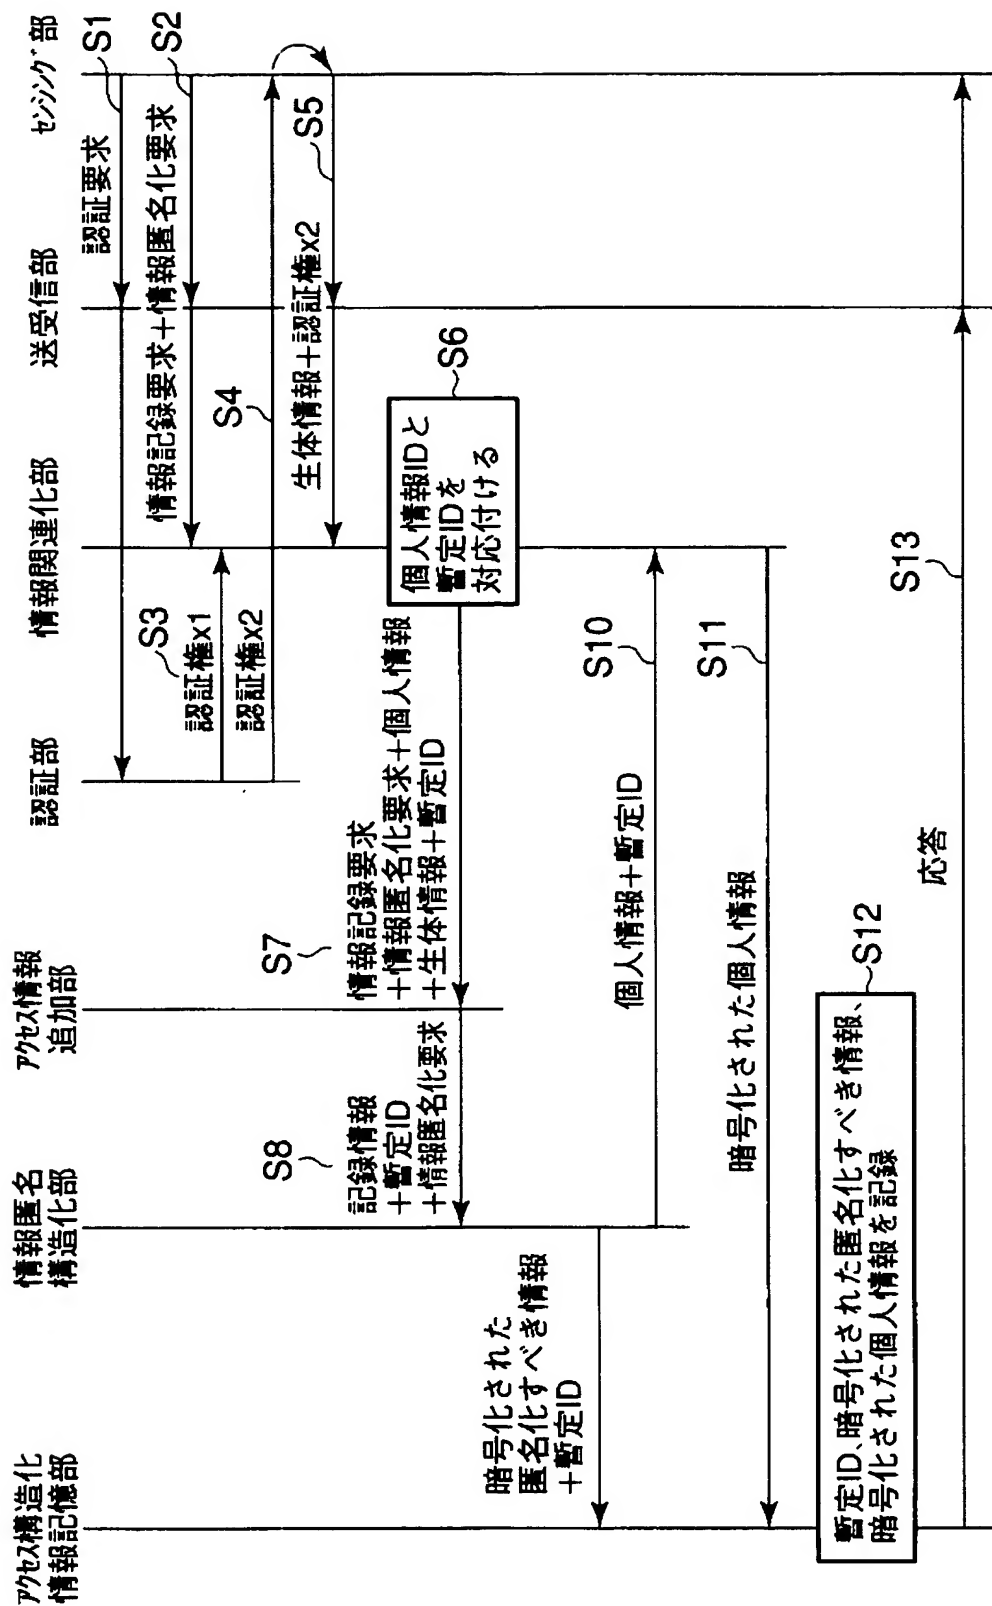 アクセス構造化
情報記憶部
情報匿名
構造化部
アクセス情報
追加部
認証部
情報関連化部
送受信部
センシング部
認証要求
S1
情報記録要求+情報匿名化要求
S2
S3
認証権x1
認証権x2
S4
生体情報+認証権x2
S5
個人情報IDと
暫定IDを
対応付ける
S6
S7
情報記録要求
+情報匿名化要求+個人情報
+生体情報+暫定ID
S8
記録情報
+暫定ID
+情報匿名化要求
暗号化された
匿名化すべき情報
+暫定ID
個人情報+暫定ID
S10
暗号化された個人情報
S11
暫定ID、暗号化された匿名化すべき情報、
暗号化された個人情報を記録
S12
応答
S13